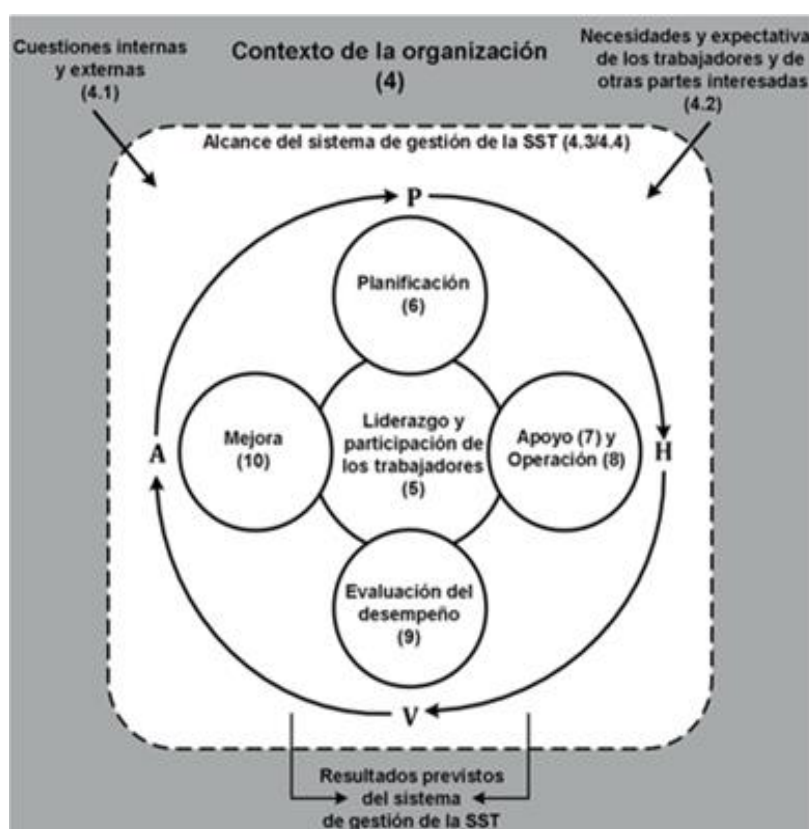 Cuestiones internas
y externas
(4.1)
Contexto de la organización
(4)
Necesidades y expectativa
de los trabajadores y de
otras partes interesadas
(4.2)
Alcance del sistema de gestión de la SST (4.3/4.4)
P
Planificación
(6)
A
Mejora
(10)
Liderazgo y
participación de
los trabajadores
(5)
Apoyo (7) y
Operación (8)
H
Evaluación del
desempeño
(9)
V
Resultados previstos
del sistema
de gestión de la SST